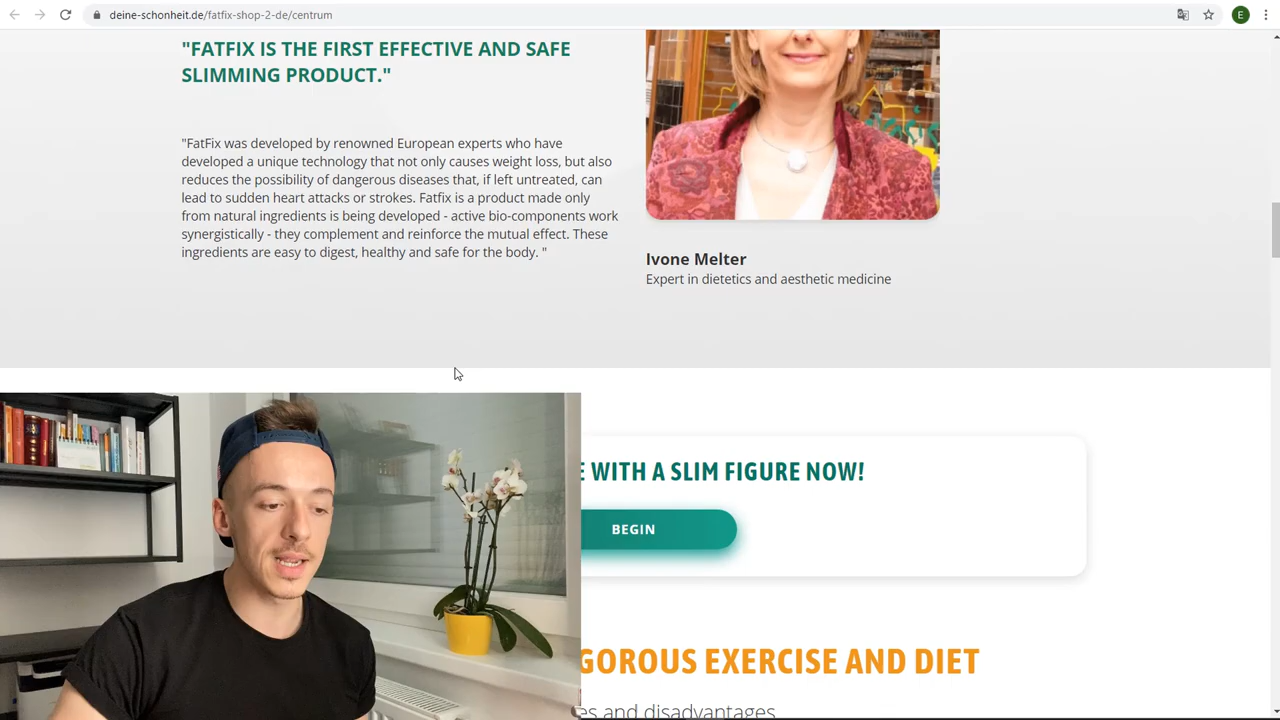 deine-schonheit.de/fatfix-shop-2-de/centrum
E
"FATFIX IS THE FIRST EFFECTIVE AND SAFE
SLIMMING PRODUCT."
"FatFix was developed by renowned European experts who have
developed a unique technology that not only causes weight loss, but also
reduces the possibility of dangerous diseases that, if left untreated, can
lead to sudden heart attacks or strokes. Fatfix is a product made only
from natural ingredients is being developed - active bio-components work
synergistically - they complement and reinforce the mutual effect. These
ingredients are easy to digest, healthy and safe for the body. "
Ivone Melter
Expert in dietetics and aesthetic medicine
WITH A SLIM FIGURE NOW!
BEGIN
GOROUS EXERCISE AND DIET
es and disadvantages